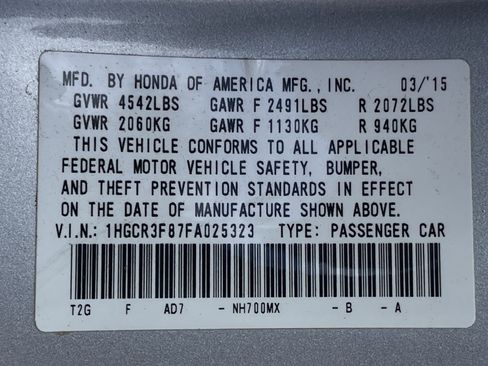 MFD. BY HONDA OF AMERICA MFG., INC. 03/'15
GVWR 4542LBS GAWR F 2491LBS R 2072LBS
GVWR 2060KG GAWR F 1130KG R 940KG
THIS VEHICLE CONFORMS TO ALL APPLICABLE
FEDERAL MOTOR VEHICLE SAFETY, BUMPER,
AND THEFT PREVENTION STANDARDS IN EFFECT
ON THE DATE OF MANUFACTURE SHOWN ABOVE.
V.I.N.: 1HGCR3F87FA025323 TYPE: PASSENGER CAR
T2G F AD7 - NH700MX - B - A